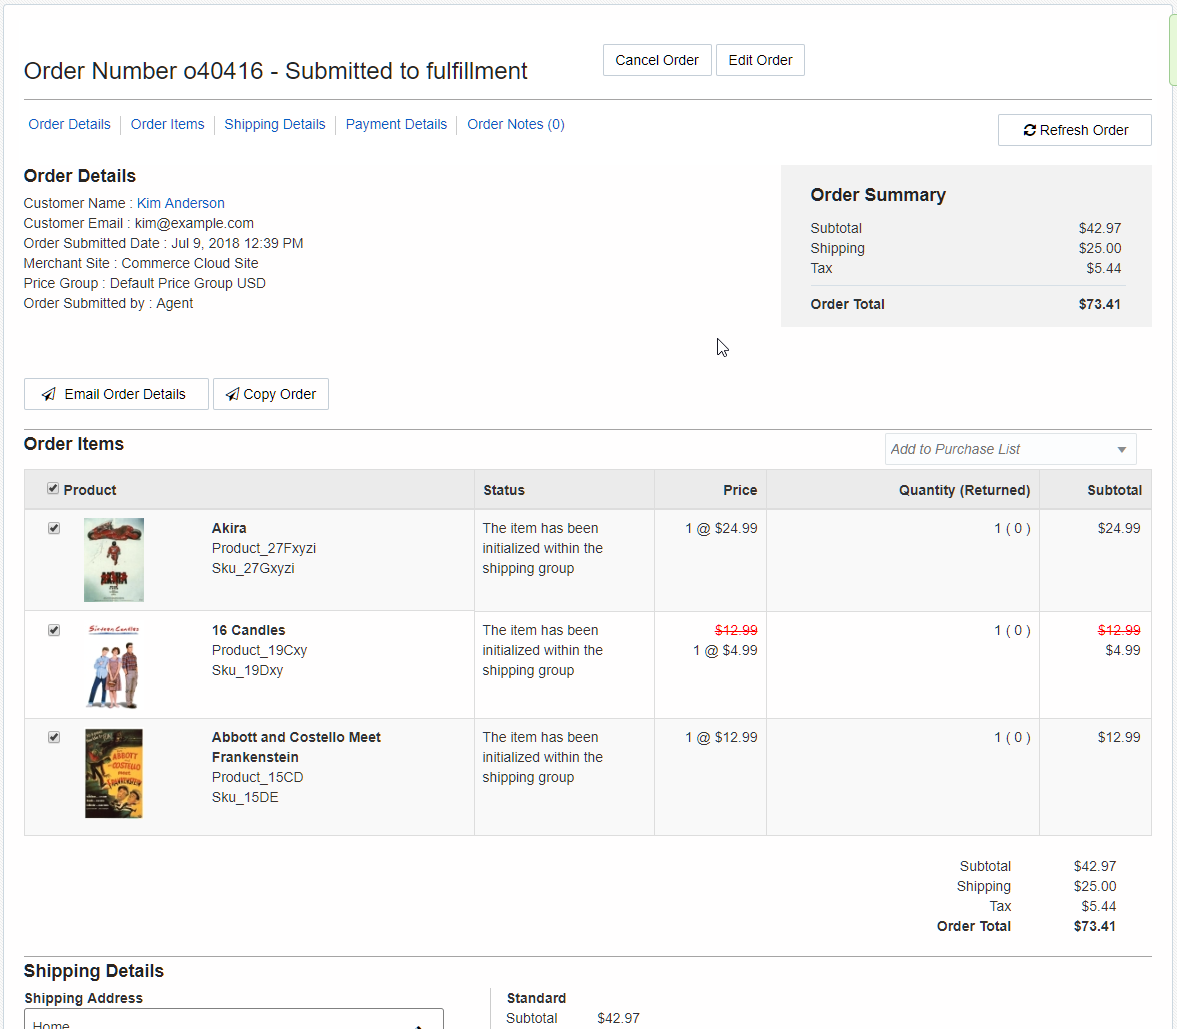 Order Number o40416 - Submitted to fulfillment
Cancel Order
Edit Order
Order Details
Order Items
Shipping Details
Payment Details
Order Notes (0)
Refresh Order
Order Details
Customer Name : Kim Anderson
Customer Email : kim@example.com
Order Submitted Date : Jul 9, 2018 12:39 PM
Merchant Site : Commerce Cloud Site
Price Group : Default Price Group USD
Order Submitted by : Agent
Order Summary
Subtotal $42.97
Shipping $25.00
Tax $5.44
Order Total $73.41
Email Order Details
Copy Order
Order Items
Add to Purchase List
Product Status Price Quantity (Returned) Subtotal
Akira
Product_27Fxyzi
Sku_27Gxyzi
The item has been
initialized within the
shipping group
1 @ $24.99
1 ( 0 )
$24.99
Sixteen Candles
16 Candles
Product_19Cxy
Sku_19Dxy
The item has been
initialized within the
shipping group
$12.99
1 @ $4.99
1 ( 0 )
$12.99
$4.99
ABBOTT
COSTELLO
meet
FRANKENSTEIN
Abbott and Costello Meet
Frankenstein
Product_15CD
Sku_15DE
The item has been
initialized within the
shipping group
1 @ $12.99
1 ( 0 )
$12.99
Subtotal $42.97
Shipping $25.00
Tax $5.44
Order Total $73.41
Shipping Details
Shipping Address
Home
Standard
Subtotal $42.97